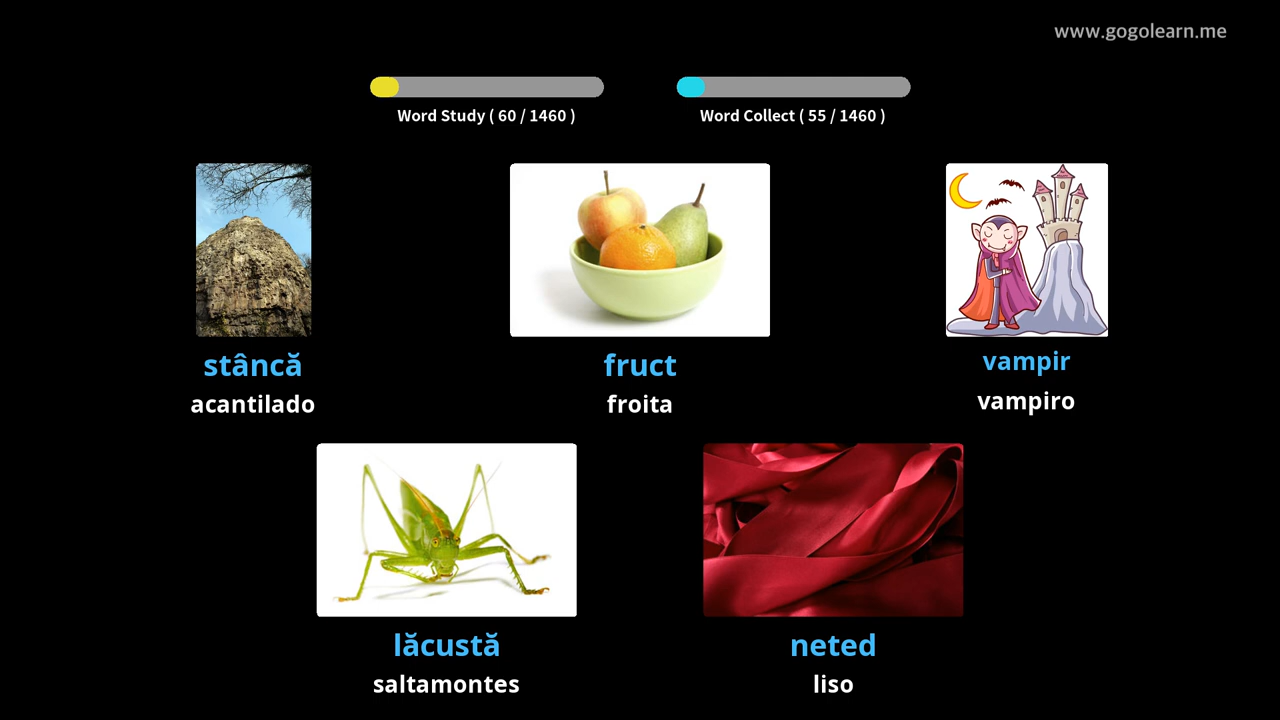 www.gogolearn.me
Word Study ( 60 / 1460 )
Word Collect ( 55 / 1460 )
stâncă
acantilado
fruct
froita
vampir
vampiro
lăcustă
saltamontes
neted
liso